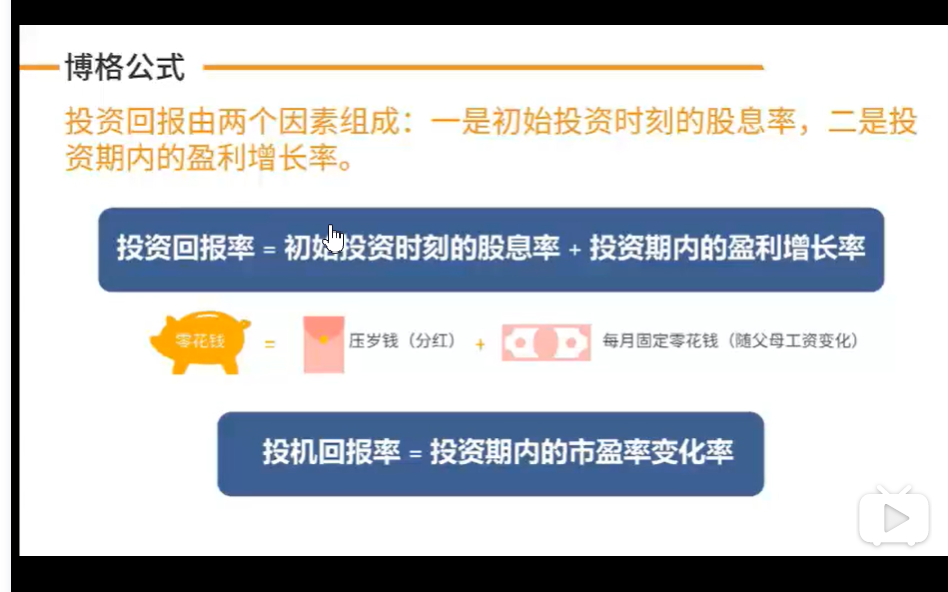 博格公式
投资回报由两个因素组成：一是初始投资时刻的股息率，二是投
资期内的盈利增长率。
投资回报率 = 初始投资时刻的股息率 + 投资期内的盈利增长率
零花钱 = 压岁钱（分红） + 每月固定零花钱（随父母工资变化）
投机回报率 = 投资期内的市盈率变化率